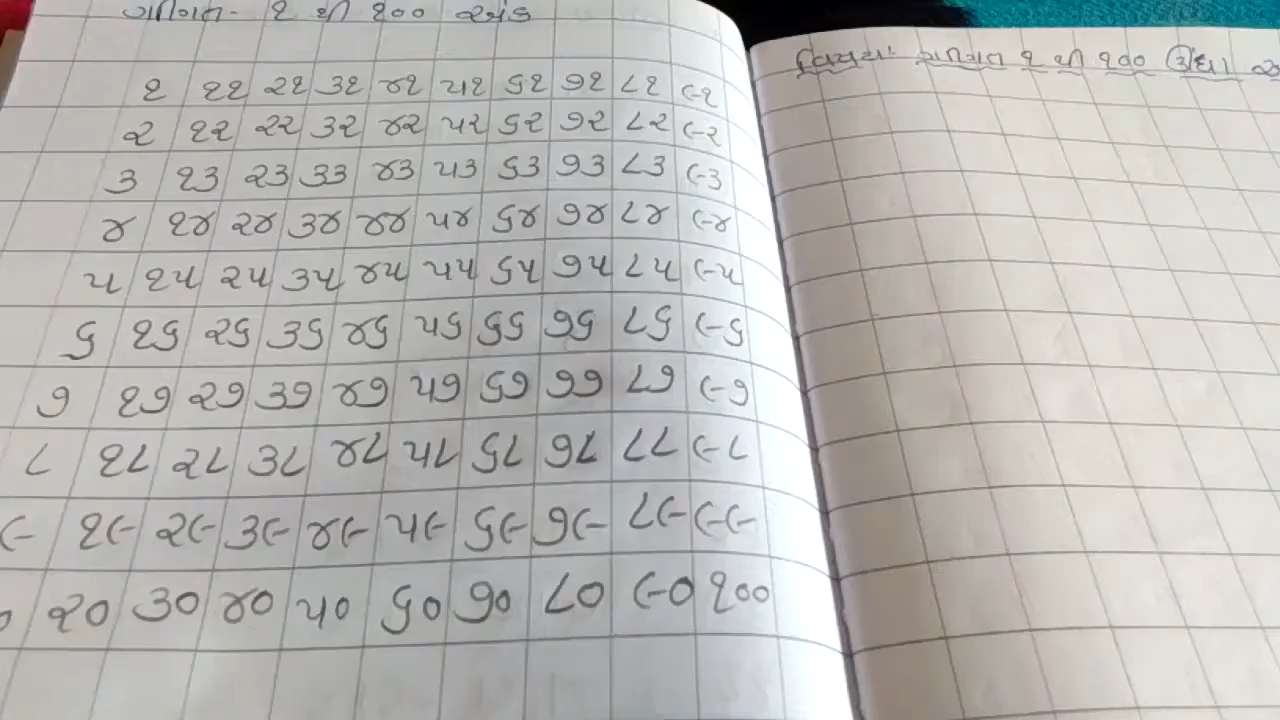 ગણિત - ૧ થી ૧૦૦ અંક
૧ ૧૧ ૨૧ ૩૧ ૪૧ ૫૧ ૬૧ ૭૧ ૮૧ ૯૧
૨ ૧૨ ૨૨ ૩૨ ૪૨ ૫૨ ૬૨ ૭૨ ૮૨ ૯૨
૩ ૧૩ ૨૩ ૩૩ ૪૩ ૫૩ ૬૩ ૭૩ ૮૩ ૯૩
૪ ૧૪ ૨૪ ૩૪ ૪૪ ૫૪ ૬૪ ૭૪ ૮૪ ૯૪
૫ ૧૫ ૨૫ ૩૫ ૪૫ ૫૫ ૬૫ ૭૫ ૮૫ ૯૫
૬ ૧૬ ૨૬ ૩૬ ૪૬ ૫૬ ૬૬ ૭૬ ૮૬ ૯૬
૭ ૧૭ ૨૭ ૩૭ ૪૭ ૫૭ ૬૭ ૭૭ ૮૭ ૯૭
૮ ૧૮ ૨૮ ૩૮ ૪૮ ૫૮ ૬૮ ૭૮ ૮૮ ૯૮
૯ ૧૯ ૨૯ ૩૯ ૪૯ ૫૯ ૬૯ ૭૯ ૮૯ ૯૯
૦ ૨૦ ૩૦ ૪૦ ૫૦ ૬૦ ૭૦ ૮૦ ૯૦ ૧૦૦
વિષયઃ ગણિત ૧ થી ૧૦૦ ઊંધા